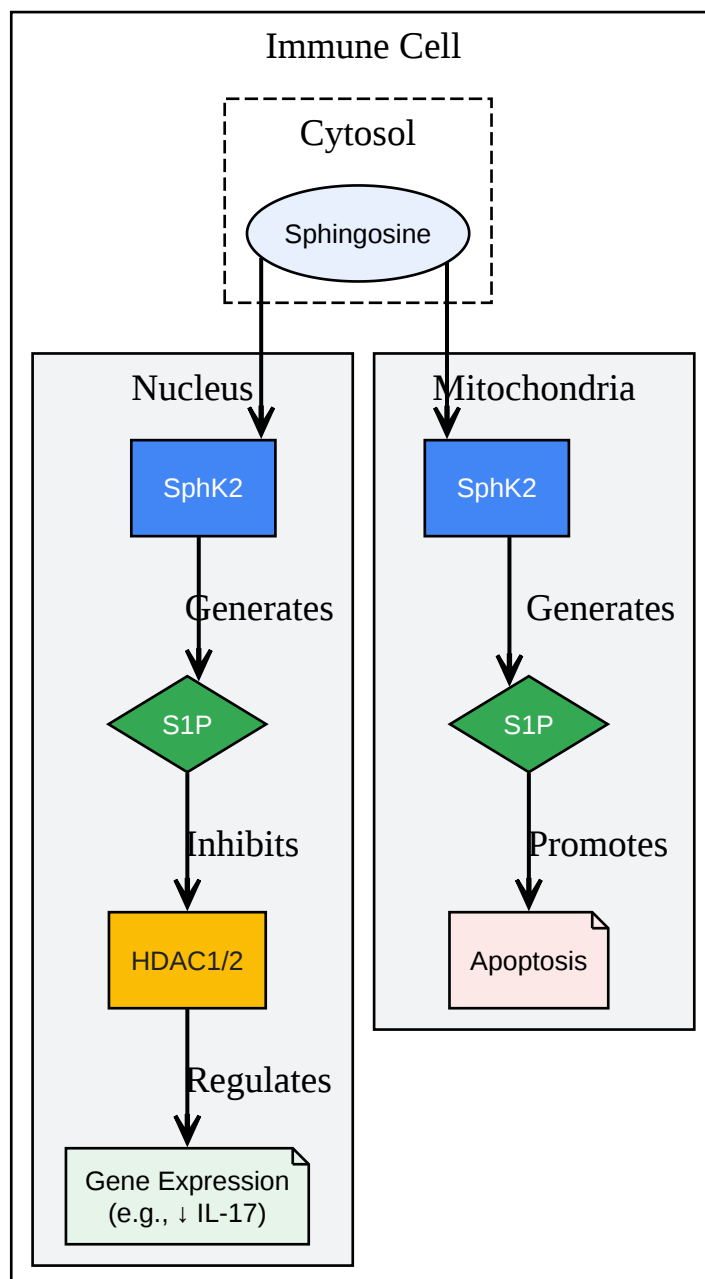 Immune Cell
Cytosol
Sphingosine
Nucleus
SphK2
Generates
S1P
Inhibits
HDAC1/2
Regulates
Gene Expression
(e.g., ↓ IL-17)
Mitochondria
SphK2
Generates
S1P
Promotes
Apoptosis